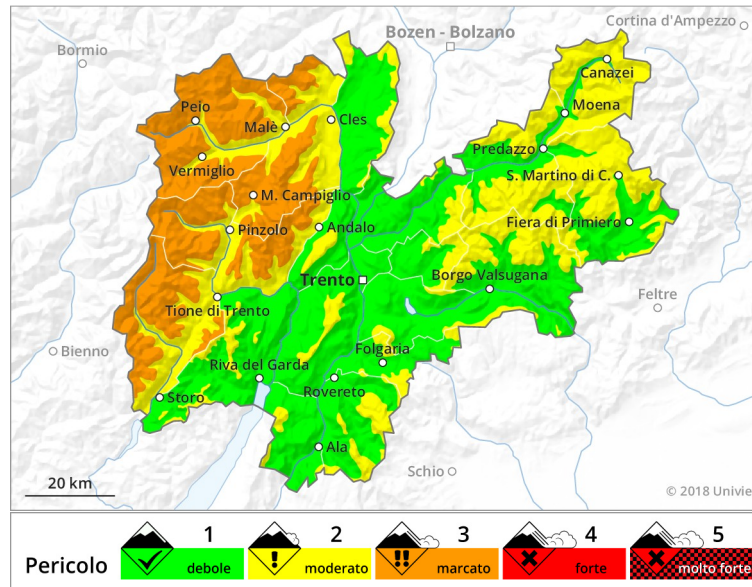 Cortina d'Ampezzo
Bozen - Bolzano
Bormio
Canazei
Peio
Moena
Malè
Cles
Predazzo
Vermiglio
S. Martino di C.
M. Campiglio
Fiera di Primiero
Pinzolo
Andalo
Trento
Borgo Valsugana
Feltre
Tione di Trento
Bienno
Folgaria
Riva del Garda
Rovereto
Storo
Ala
Schio
20 km
© 2018 Univie
1 2 3 4 5
Pericolo debole moderato marcato forte molto forte